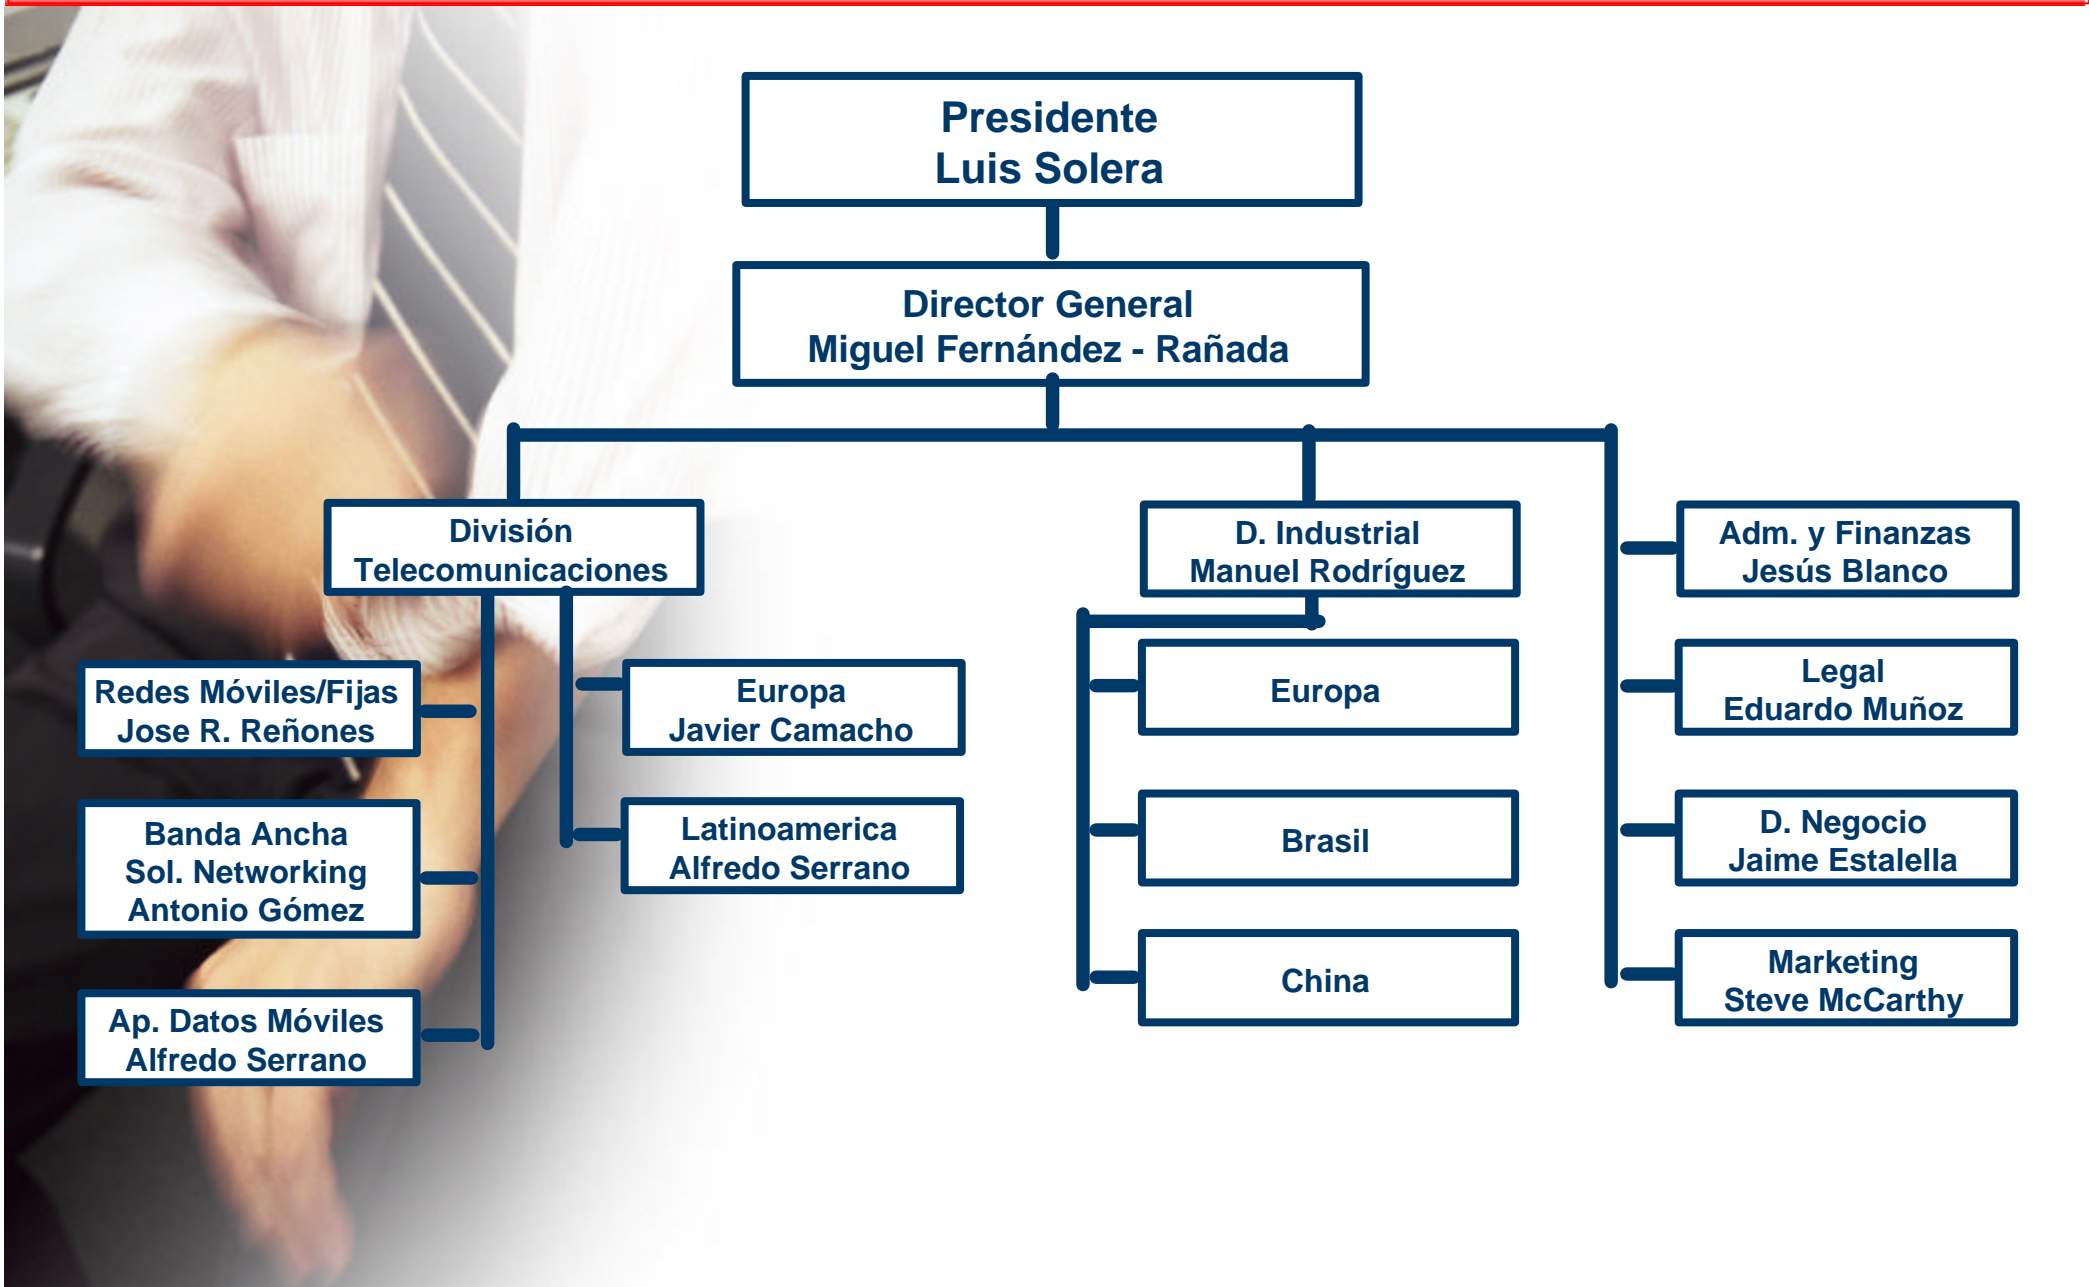 Presidente
Luis Solera
Director General
Miguel Fernández - Rañada
División
Telecomunicaciones
Redes Móviles/Fijas
Jose R. Reñones
Banda Ancha
Sol. Networking
Antonio Gómez
Ap. Datos Móviles
Alfredo Serrano
Europa
Javier Camacho
Latinoamerica
Alfredo Serrano
D. Industrial
Manuel Rodríguez
Europa
Brasil
China
Adm. y Finanzas
Jesús Blanco
Legal
Eduardo Muñoz
D. Negocio
Jaime Estalella
Marketing
Steve McCarthy